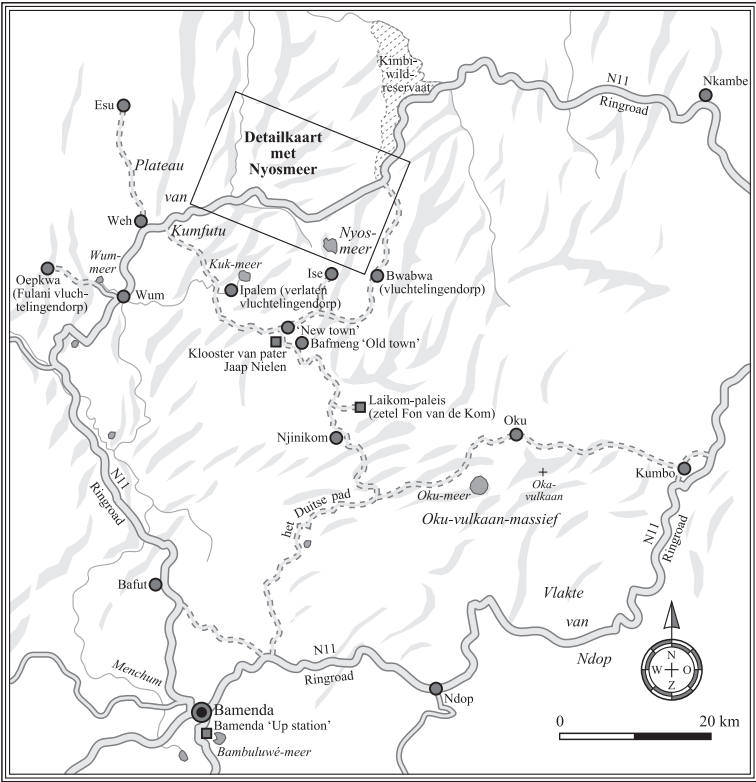 Kimbi-
wild-
reservaat
N11
Ringroad
Nkambe
Esu
Detailkaart
met
Nyosmeer
Plateau
van
Kumfutu
Weh
Nyos-
meer
Wum-
meer
Kuk-meer
Ise
Oepkwa
(Fulani vluch-
telingendorp)
Wum
Ipalem (verlaten
vluchtelingendorp)
Bwabwa
(vluchtelingendorp)
'New town'
Bafmeng 'Old town'
Klooster van pater
Jaap Nielen
Laikom-paleis
(zetel Fon van de Kom)
Njinikom
Oku
Kumbo
Oku-meer
Oka-
vulkaan
Oku-vulkaan-massief
het Duitse pad
N11
Ringroad
N11
Ringroad
Bafut
Vlakte
van
Ndop
Menchum
N11
Ringroad
Ndop
Bamenda
Bamenda 'Up station'
Bambuluwé-meer
N
W
O
Z
0
20 km